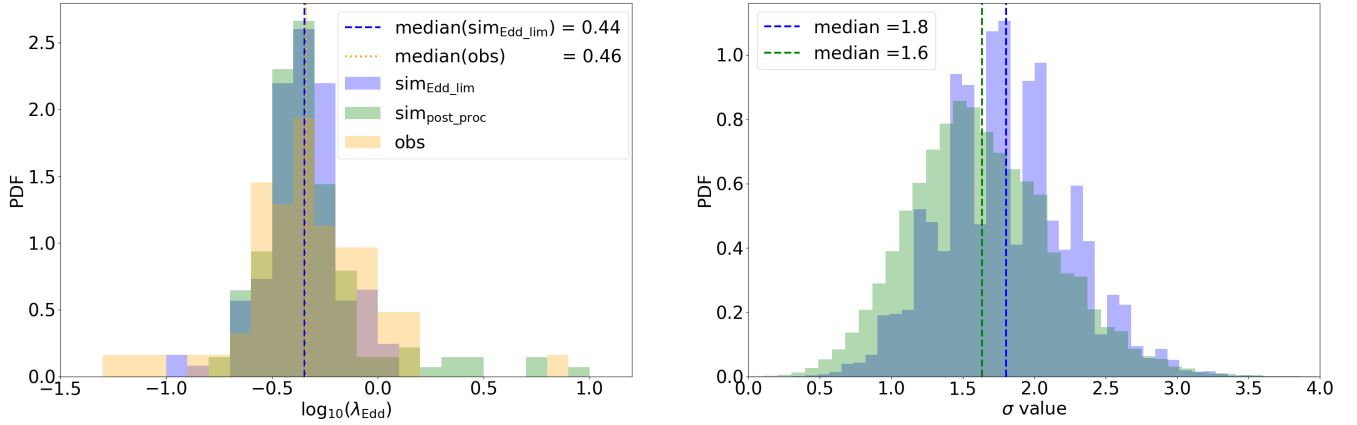 median(sim_Edd_lim) = 0.44
median(obs) = 0.46
sim_Edd_lim
sim_post_proc
obs
PDF
2.5
2.0
1.5
1.0
0.5
0.0
−1.5 −1.0 −0.5 0.0 0.5 1.0
log₁₀(λ_Edd)
median =1.8
median =1.6
PDF
1.0
0.8
0.6
0.4
0.2
0.0
0.0 0.5 1.0 1.5 2.0 2.5 3.0 3.5 4.0
σ value